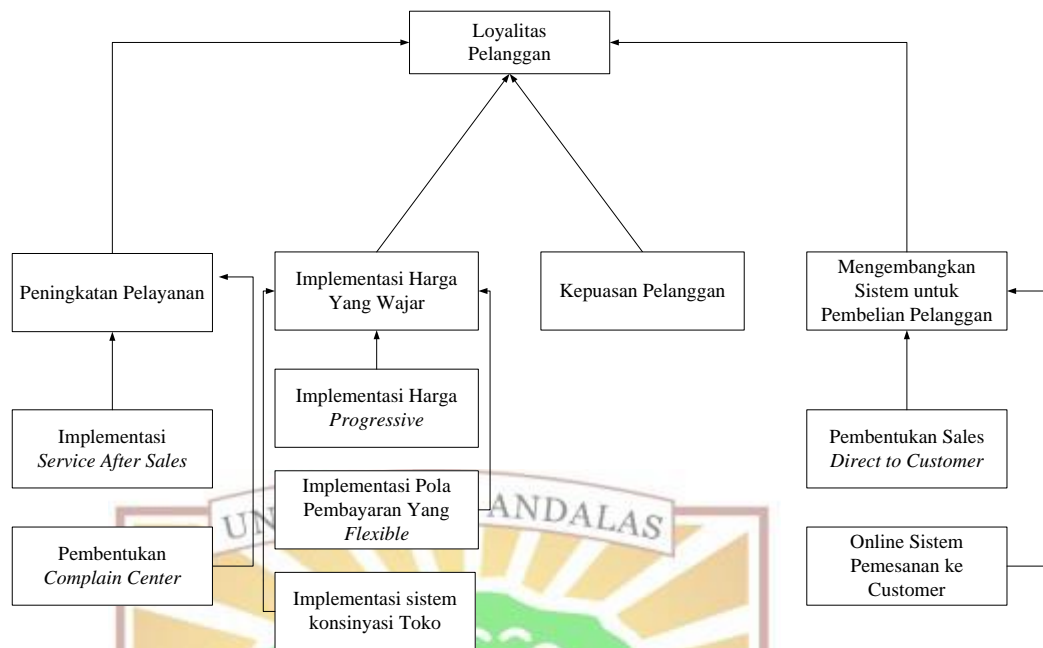 Loyalitas
Pelanggan
Peningkatan Pelayanan
Implementasi Harga
Yang Wajar
Kepuasan Pelanggan
Mengembangkan
Sistem untuk
Pembelian Pelanggan
Implementasi Harga
Progressive
Implementasi
Service After Sales
Pembentukan Sales
Direct to Customer
Implementasi Pola
Pembayaran Yang
Flexible
Pembentukan
Complain Center
Online Sistem
Pemesanan ke
Customer
Implementasi sistem
konsinyasi Toko
ANDALAS